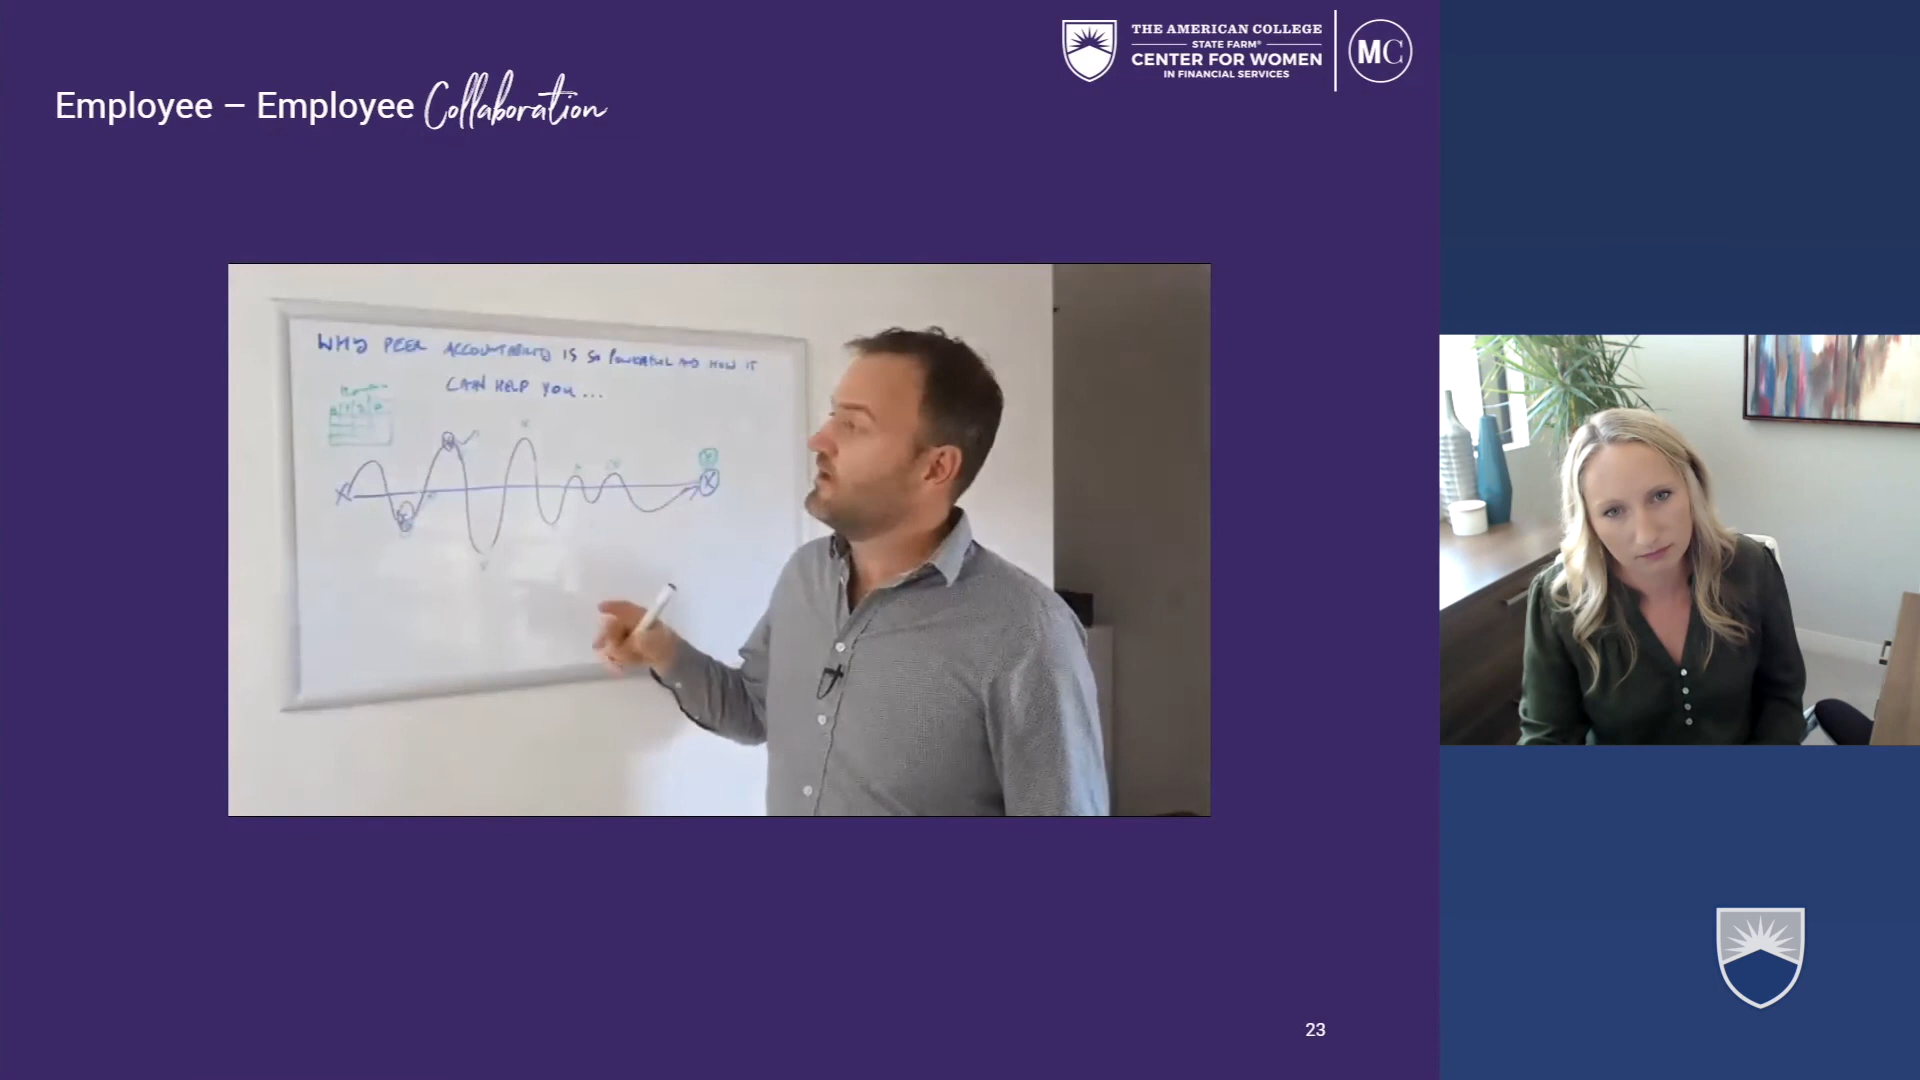 THE AMERICAN COLLEGE
STATE FARM®
CENTER FOR WOMEN
IN FINANCIAL SERVICES
MC
Employee – Employee Collaboration
WHY PEER ACCOUNTABILITY IS SO POWERFUL AND HOW IT
CAN HELP YOU...
23